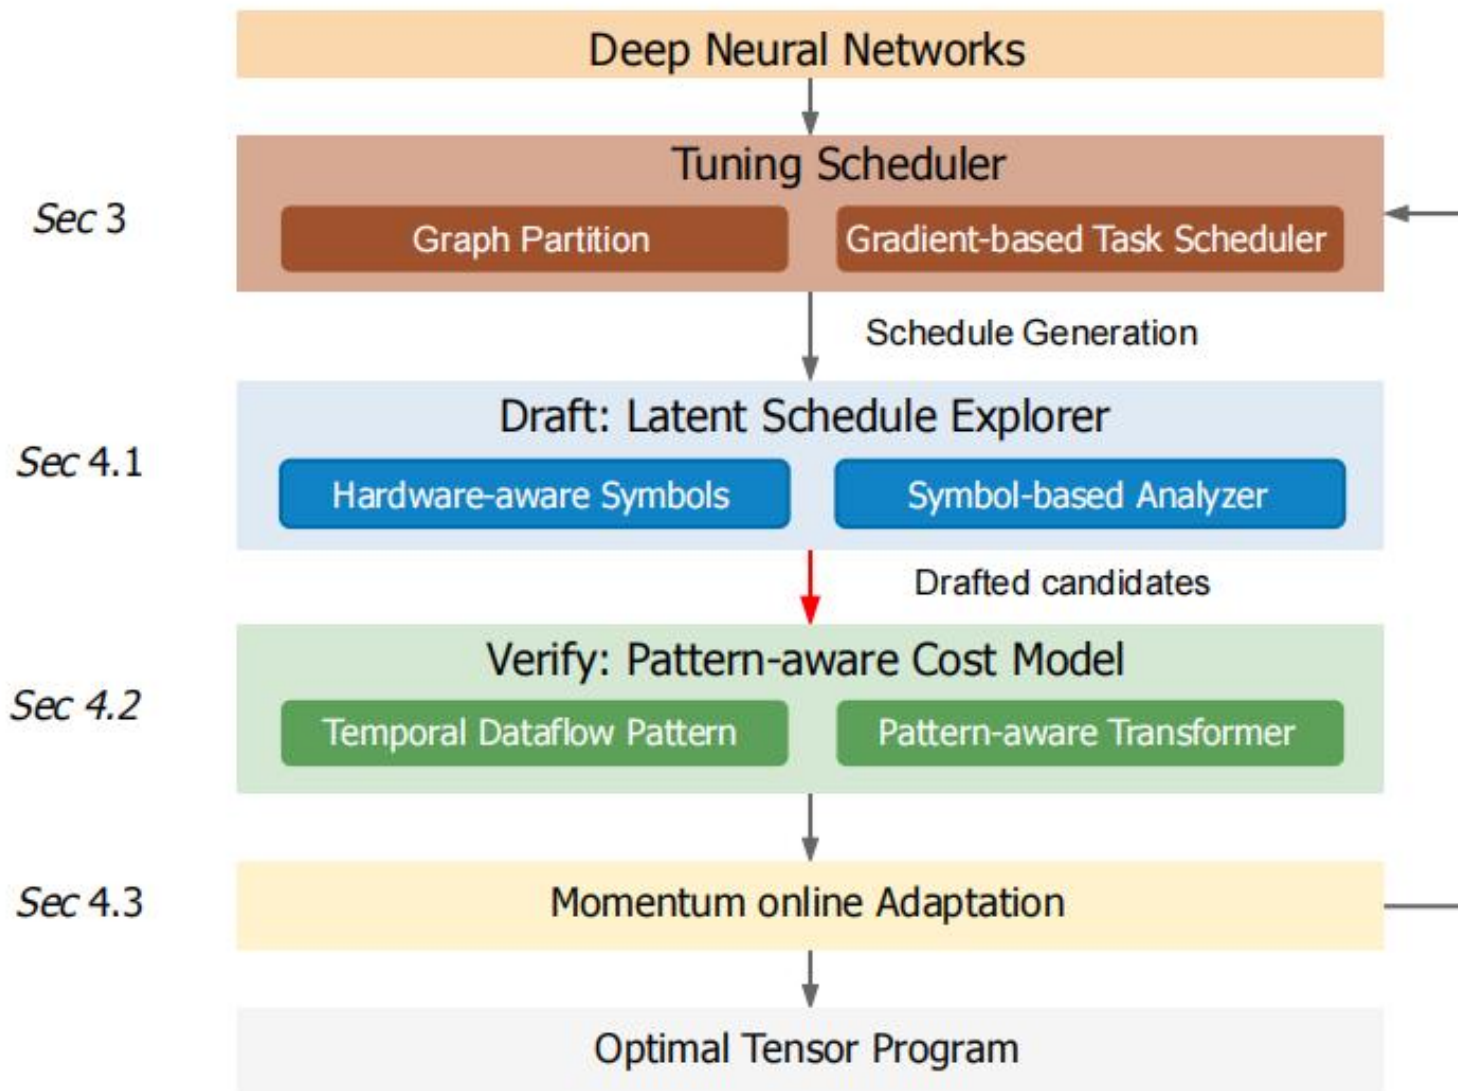 Deep Neural Networks
Tuning Scheduler
Sec 3
Graph Partition
Gradient-based Task Scheduler
Schedule Generation
Draft: Latent Schedule Explorer
Sec 4.1
Hardware-aware Symbols
Symbol-based Analyzer
Drafted candidates
Verify: Pattern-aware Cost Model
Sec 4.2
Temporal Dataflow Pattern
Pattern-aware Transformer
Sec 4.3
Momentum online Adaptation
Optimal Tensor Program